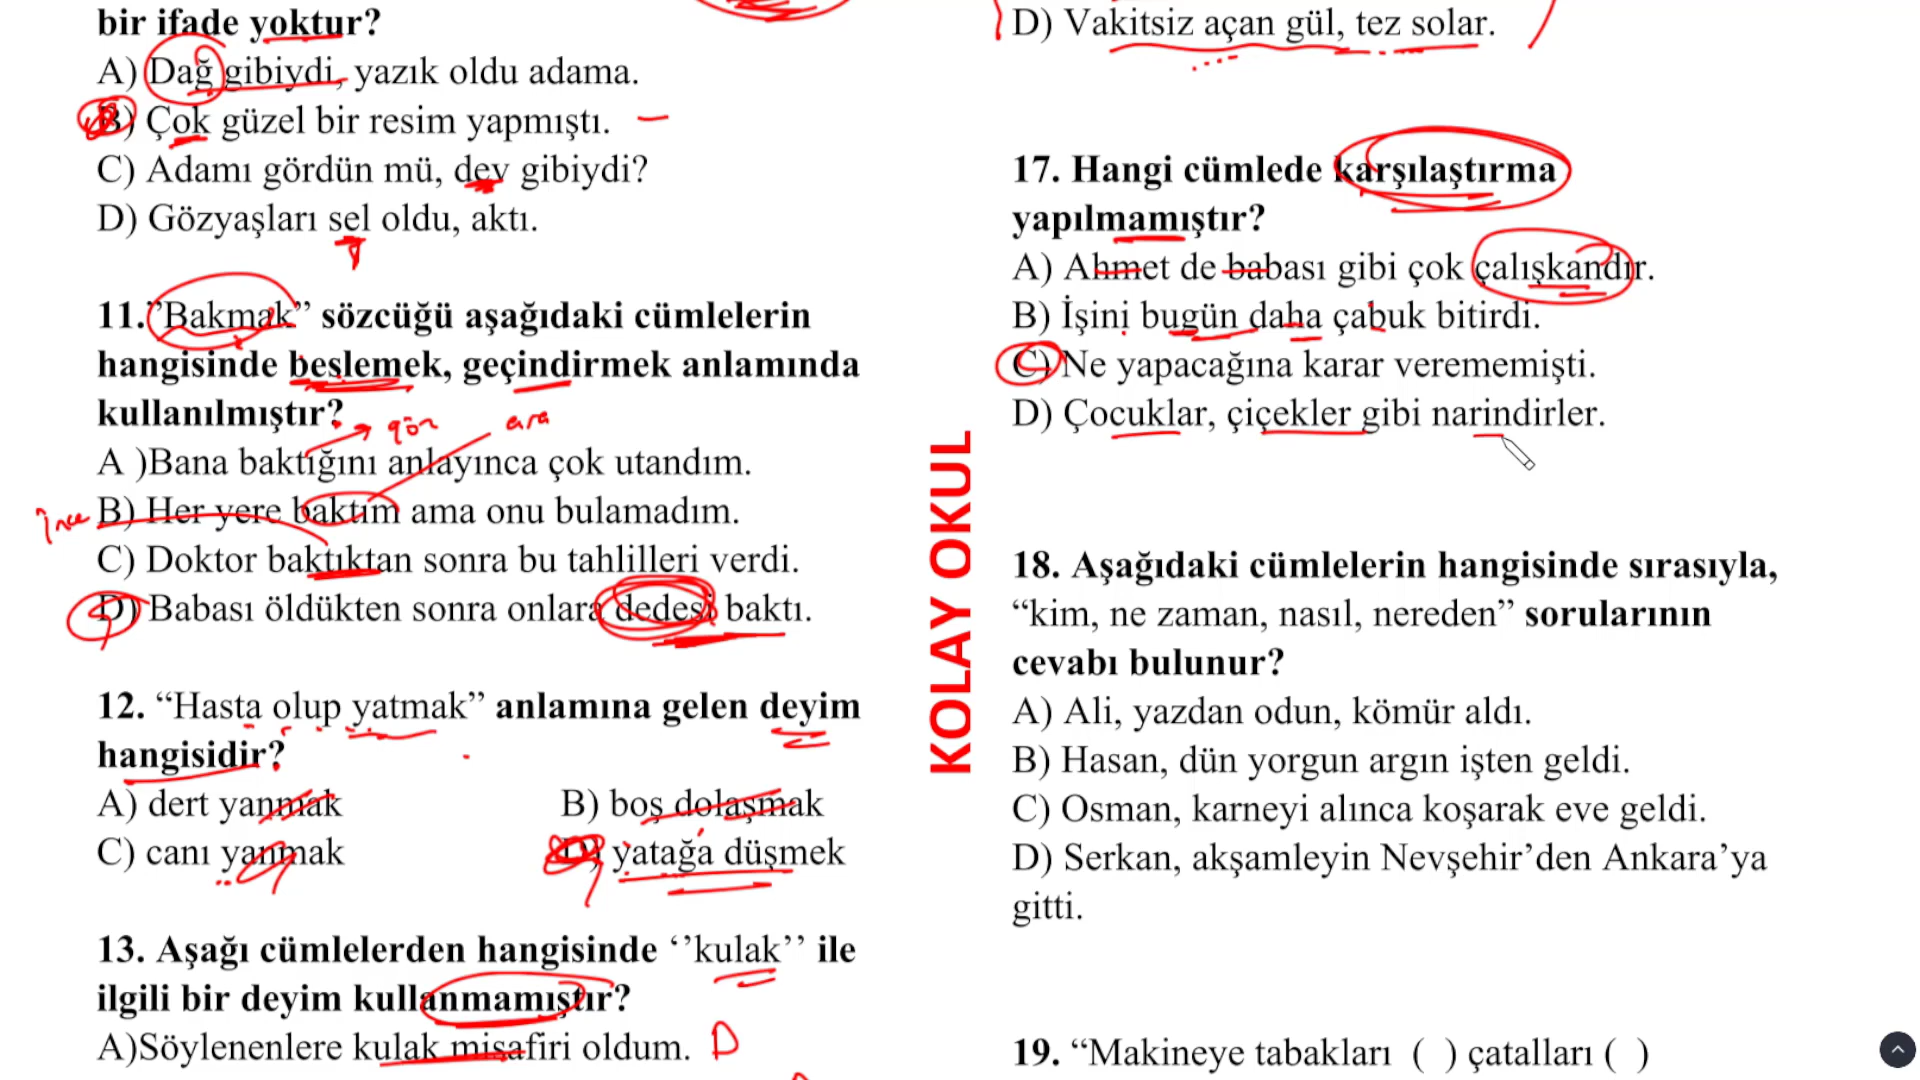 bir ifade yoktur?
A) Dağ gibiydi, yazık oldu adama.
B) Çok güzel bir resim yapmıştı.
C) Adamı gördün mü, dev gibiydi?
D) Gözyaşları sel oldu, aktı.
11.”Bakmak” sözcüğü aşağıdaki cümlelerin
hangisinde beslemek, geçindirmek anlamında
kullanılmıştır?
gör
ara
A )Bana baktığını anlayınca çok utandım.
ince
B) Her yere baktım ama onu bulamadım.
C) Doktor baktıktan sonra bu tahlilleri verdi.
D) Babası öldükten sonra onlara dedesi baktı.
12. “Hasta olup yatmak” anlamına gelen deyim
hangisidir?
A) dert yanmak B) boş dolaşmak
C) canı yanmak D) yatağa düşmek
13. Aşağı cümlelerden hangisinde ‘’kulak’’ ile
ilgili bir deyim kullanmamıştır?
A)Söylenenlere kulak misafiri oldum. D
KOLAY OKUL
D) Vakitsiz açan gül, tez solar.
17. Hangi cümlede karşılaştırma
yapılmamıştır?
A) Ahmet de babası gibi çok çalışkandır.
B) İşini bugün daha çabuk bitirdi.
C) Ne yapacağına karar verememişti.
D) Çocuklar, çiçekler gibi narindirler.
18. Aşağıdaki cümlelerin hangisinde sırasıyla,
“kim, ne zaman, nasıl, nereden” sorularının
cevabı bulunur?
A) Ali, yazdan odun, kömür aldı.
B) Hasan, dün yorgun argın işten geldi.
C) Osman, karneyi alınca koşarak eve geldi.
D) Serkan, akşamleyin Nevşehir’den Ankara’ya
gitti.
19. “Makineye tabakları ( ) çatalları ( )